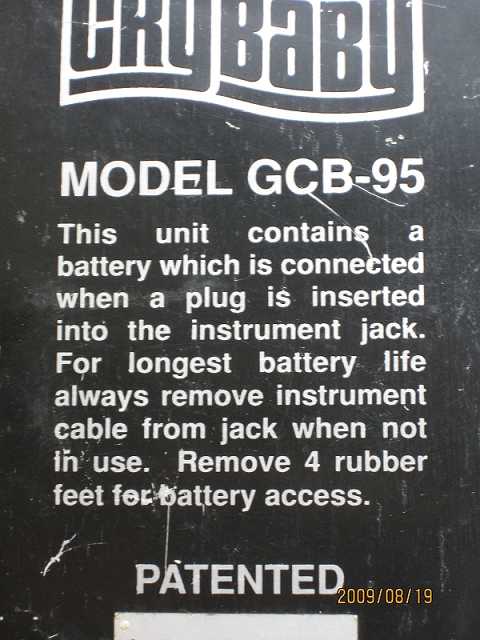 CRYBABY
MODEL GCB-95
This unit contains a
battery which is connected
when a plug is inserted
into the instrument jack.
For longest battery life
always remove instrument
cable from jack when not
in use. Remove 4 rubber
feet for battery access.
PATENTED
2009/08/19